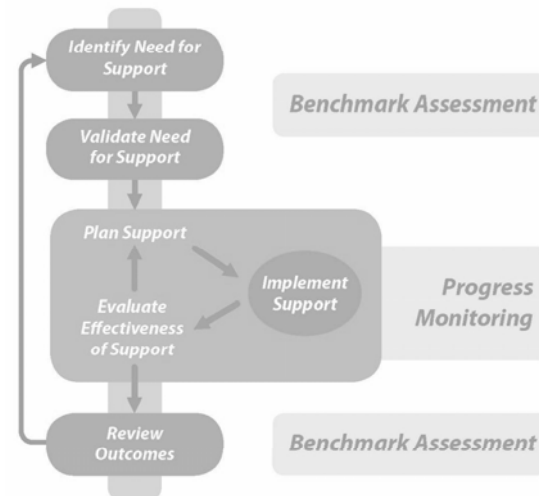 Identify Need for
Support
Benchmark Assessment
Validate Need
for Support
Plan Support
Implement
Support
Progress
Monitoring
Evaluate
Effectiveness
of Support
Review
Outcomes
Benchmark Assessment